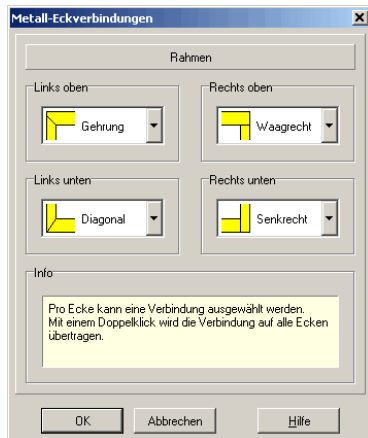 Metall-Eckverbindungen
Rahmen
Links oben
Rechts oben
Gehrung
Waagrecht
Links unten
Rechts unten
Diagonal
Senkrecht
Info
Pro Ecke kann eine Verbindung ausgewählt werden.
Mit einem Doppelklick wird die Verbindung auf alle Ecken
übertragen.
OK
Abbrechen
Hilfe